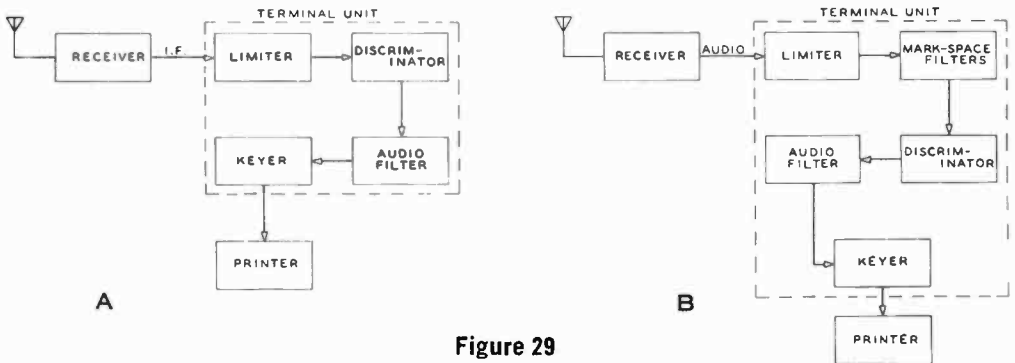 TERMINAL UNIT
RECEIVER
I.F.
LIMITER
DISCRIM-
INATOR
KEYER
AUDIO
FILTER
PRINTER
A
TERMINAL UNIT
RECEIVER
AUDIO
LIMITER
MARK-SPACE
FILTERS
AUDIO
FILTER
DISCRIM-
INATOR
KEYER
PRINTER
B
Figure 29